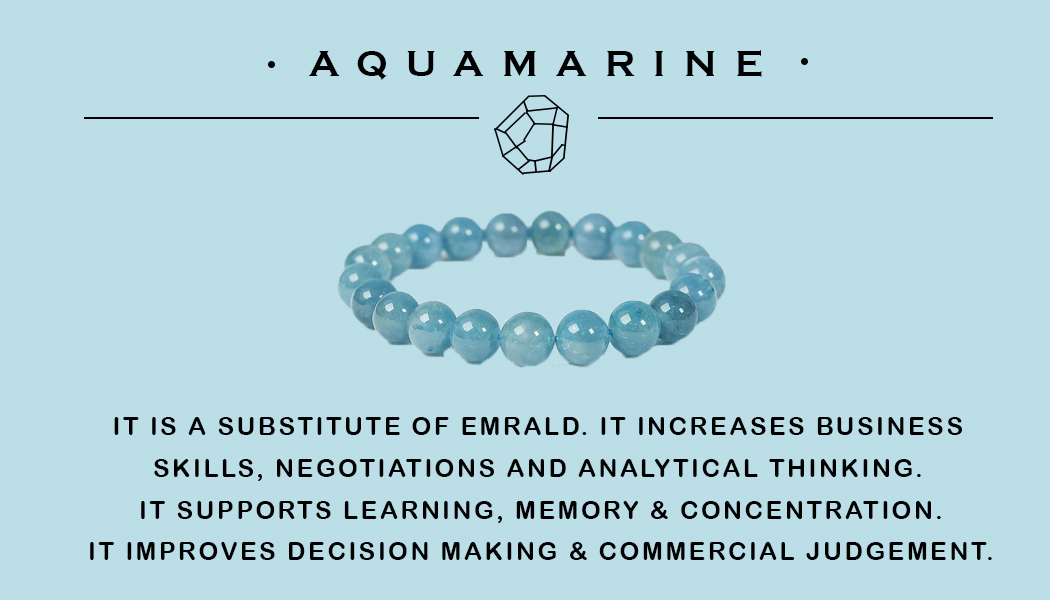 · AQUAMARINE ·
IT IS A SUBSTITUTE OF EMRALD. IT INCREASES BUSINESS
SKILLS, NEGOTIATIONS AND ANALYTICAL THINKING.
IT SUPPORTS LEARNING, MEMORY & CONCENTRATION.
IT IMPROVES DECISION MAKING & COMMERCIAL JUDGEMENT.